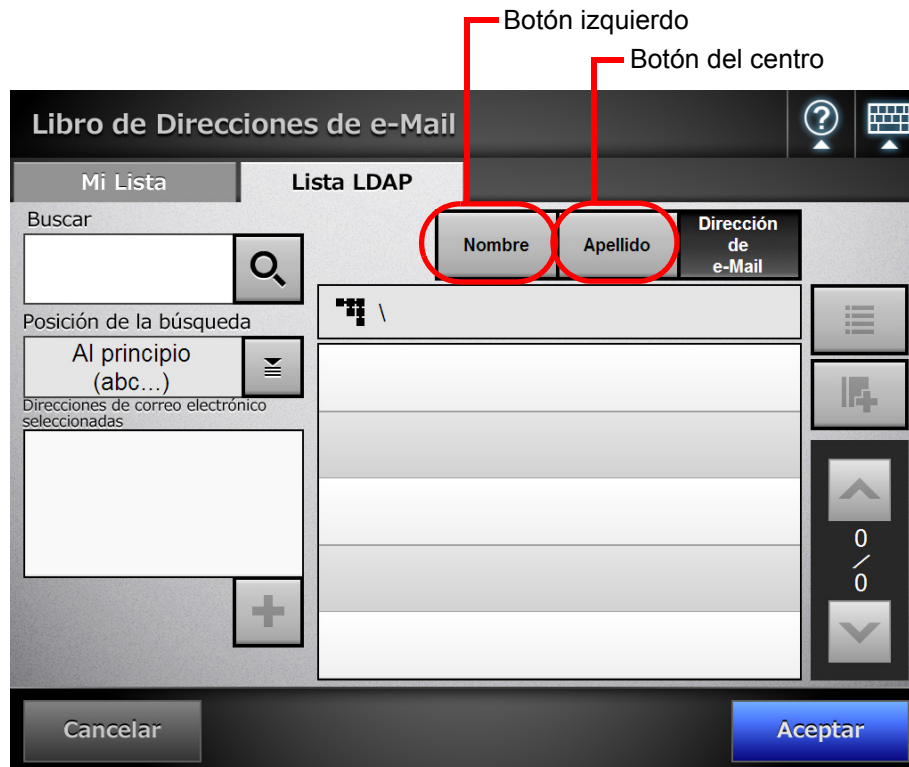 Botón izquierdo
Botón del centro
Libro de Direcciones de e-Mail
?
Mi Lista
Lista LDAP
Buscar
Nombre
Apellido
Dirección
de
e-Mail
\
Posición de la búsqueda
Al principio
(abc...)
Direcciones de correo electrónico
seleccionadas
0
/
0
Cancelar
Aceptar